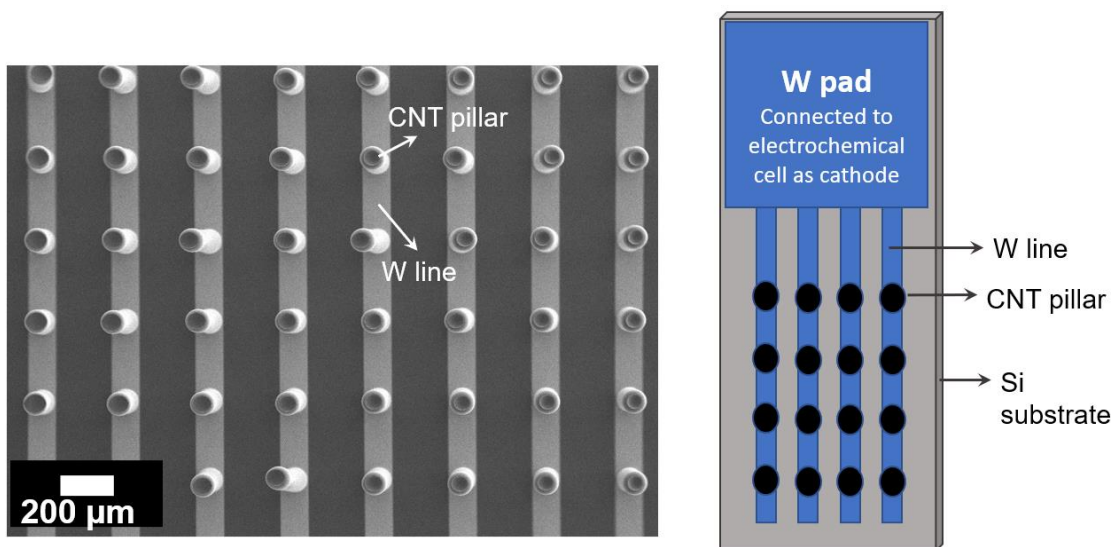 CNT pillar
W line
200 µm
W pad
Connected to
electrochemical
cell as cathode
W line
CNT pillar
Si
substrate